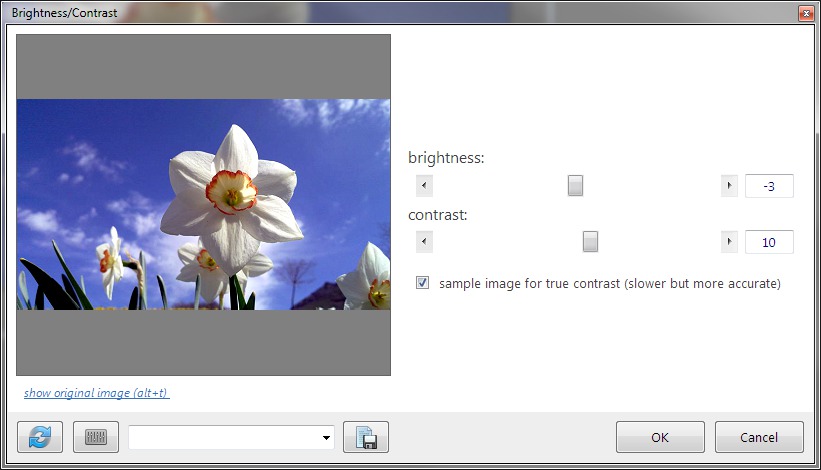 Brightness/Contrast
brightness:
-3
contrast:
10
sample image for true contrast (slower but more accurate)
show original image (alt+t)
OK
Cancel